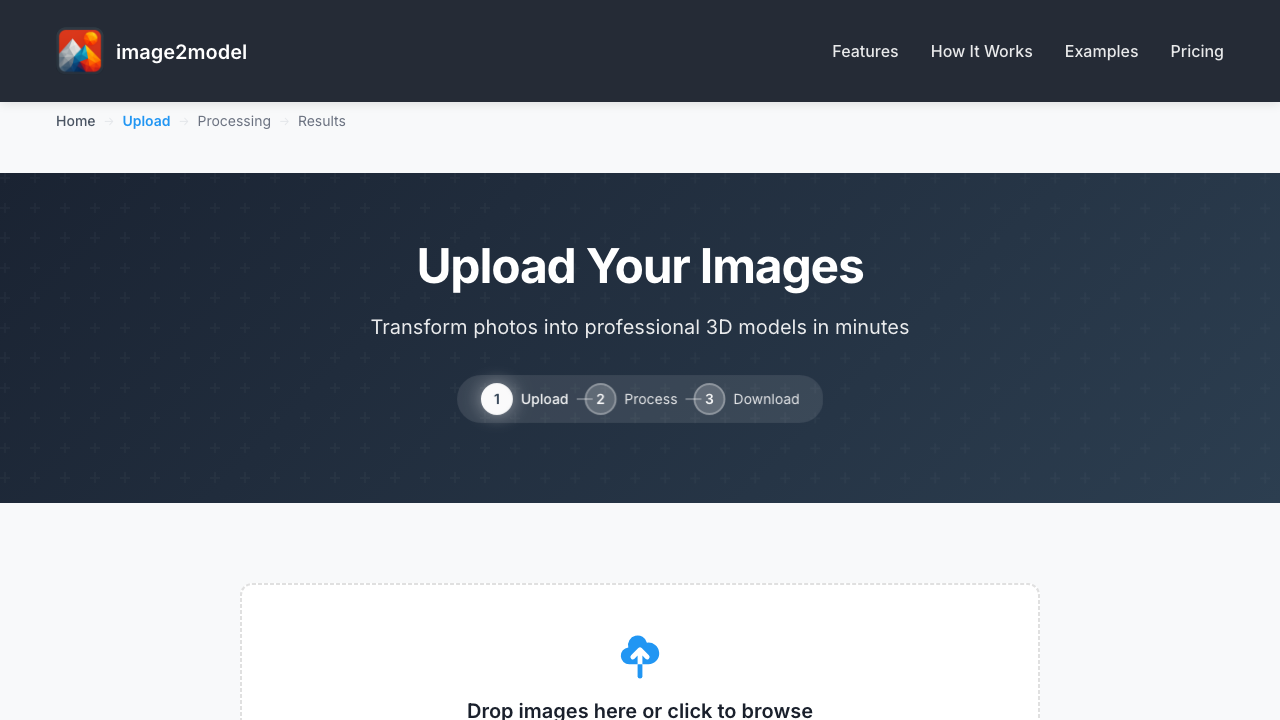 image2model
Features How It Works Examples Pricing
Home → Upload → Processing → Results
Upload Your Images
Transform photos into professional 3D models in minutes
1 Upload 2 Process 3 Download
Drop images here or click to browse